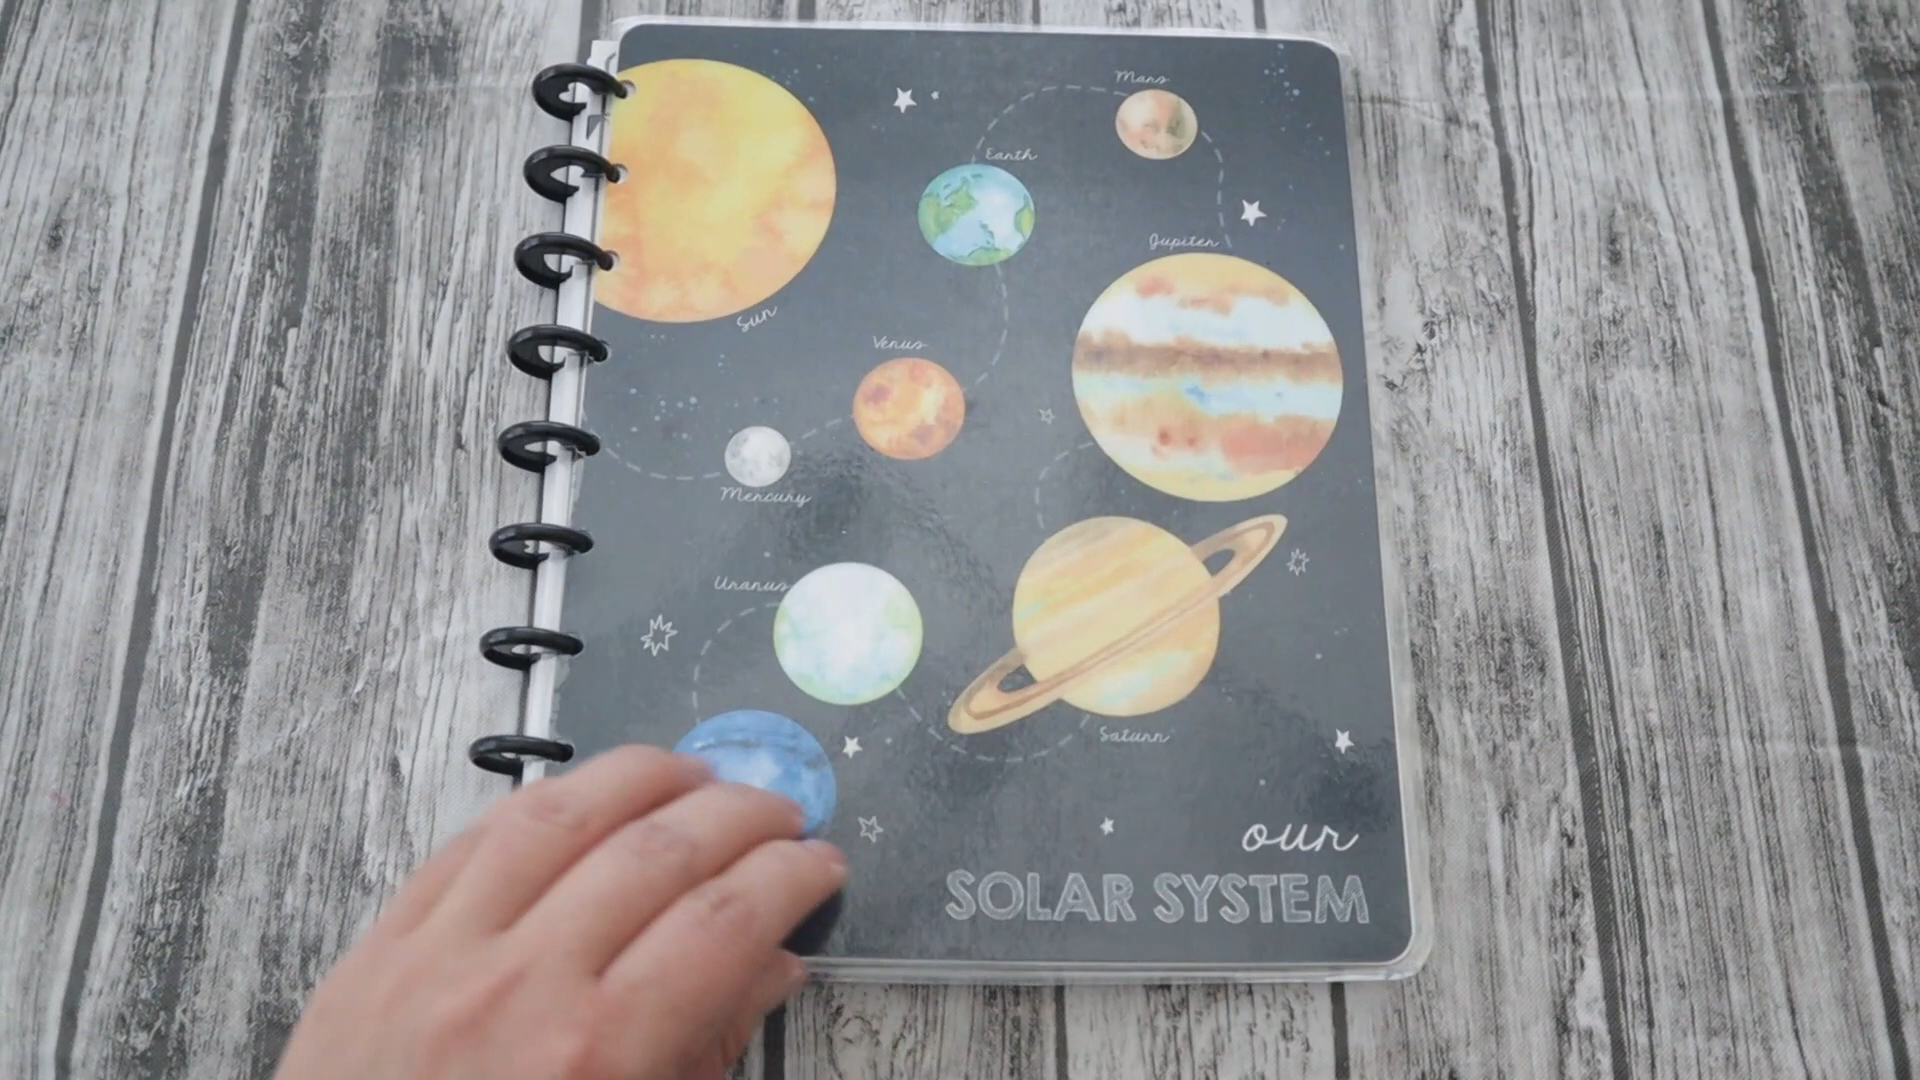 Mars
Earth
Jupiter
Sun
Venus
Mercury
Uranus
Saturn
our
SOLAR SYSTEM